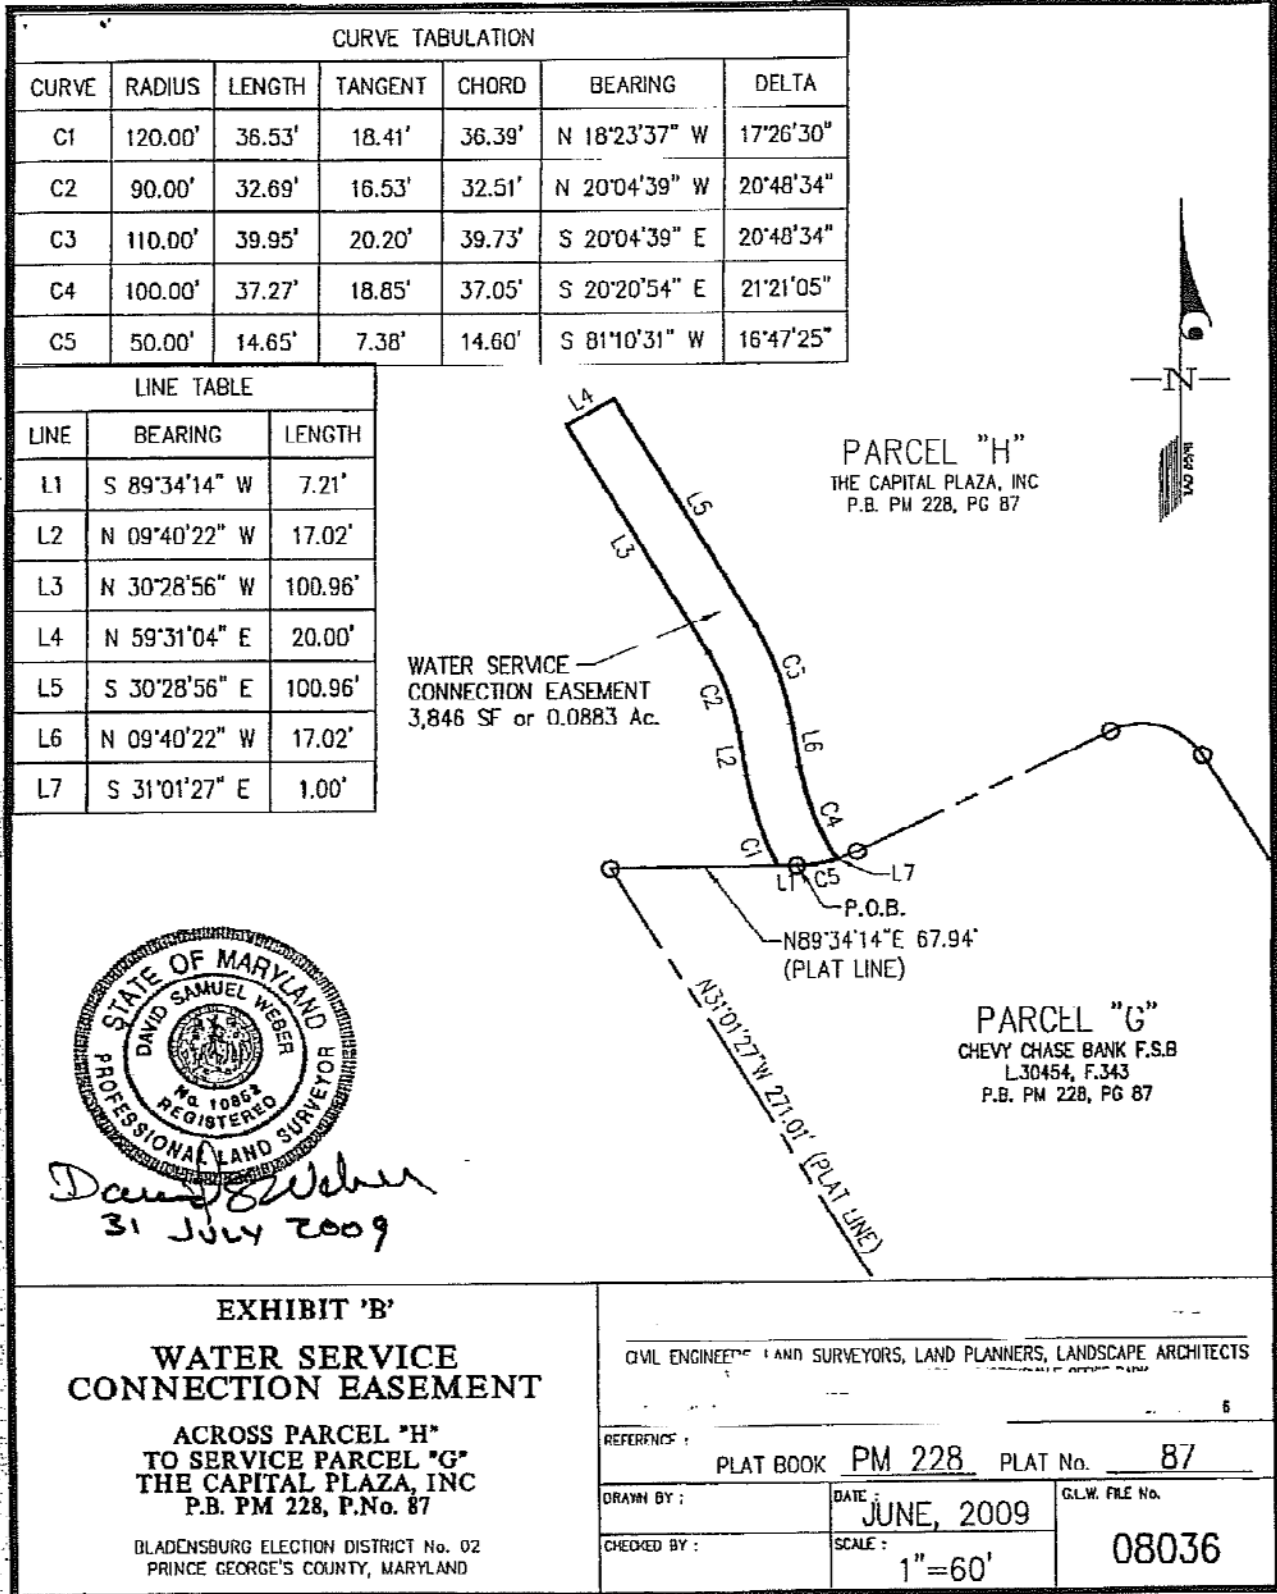 CURVE TABULATION
CURVE RADIUS LENGTH TANGENT CHORD BEARING DELTA
C1 120.00' 36.53' 18.41' 36.39' N 18°23'37" W 17°26'30"
C2 90.00' 32.69' 16.53' 32.51' N 20°04'39" W 20°48'34"
C3 110.00' 39.95' 20.20' 39.73' S 20°04'39" E 20°48'34"
C4 100.00' 37.27' 18.85' 37.05' S 20°20'54" E 21°21'05"
C5 50.00' 14.65' 7.38' 14.60' S 81°10'31" W 16°47'25"
LINE TABLE
LINE BEARING LENGTH
L1 S 89°34'14" W 7.21'
L2 N 09°40'22" W 17.02'
L3 N 30°28'56" W 100.96'
L4 N 59°31'04" E 20.00'
L5 S 30°28'56" E 100.96'
L6 N 09°40'22" W 17.02'
L7 S 31°01'27" E 1.00'
N
L4
L5
L3
PARCEL "H"
THE CAPITAL PLAZA, INC
P.B. PM 228, PG 87
WATER SERVICE
CONNECTION EASEMENT
3,846 SF or 0.0883 Ac.
C3
C2
L6
L2
C4
C1
L1
C5
L7
P.O.B.
N89°34'14"E 67.94'
(PLAT LINE)
N31°01'27"W 271.01' (PLAT LINE)
PARCEL "G"
CHEVY CHASE BANK F.S.B
L.30454, F.343
P.B. PM 228, PG 87
STATE OF MARYLAND
DAVID SAMUEL WEBER
No. 10862
REGISTERED
PROFESSIONAL LAND SURVEYOR
David S Weber
31 JULY 2009
EXHIBIT 'B'
WATER SERVICE
CONNECTION EASEMENT
ACROSS PARCEL "H"
TO SERVICE PARCEL "G"
THE CAPITAL PLAZA, INC
P.B. PM 228, P.No. 87
BLADENSBURG ELECTION DISTRICT No. 02
PRINCE GEORGE'S COUNTY, MARYLAND
CIVIL ENGINEERS LAND SURVEYORS, LAND PLANNERS, LANDSCAPE ARCHITECTS
6
REFERENCE :
PLAT BOOK PM 228 PLAT No. 87
DRAWN BY :
DATE : JUNE, 2009
G.L.W. FILE No.
08036
CHECKED BY :
SCALE : 1"=60'